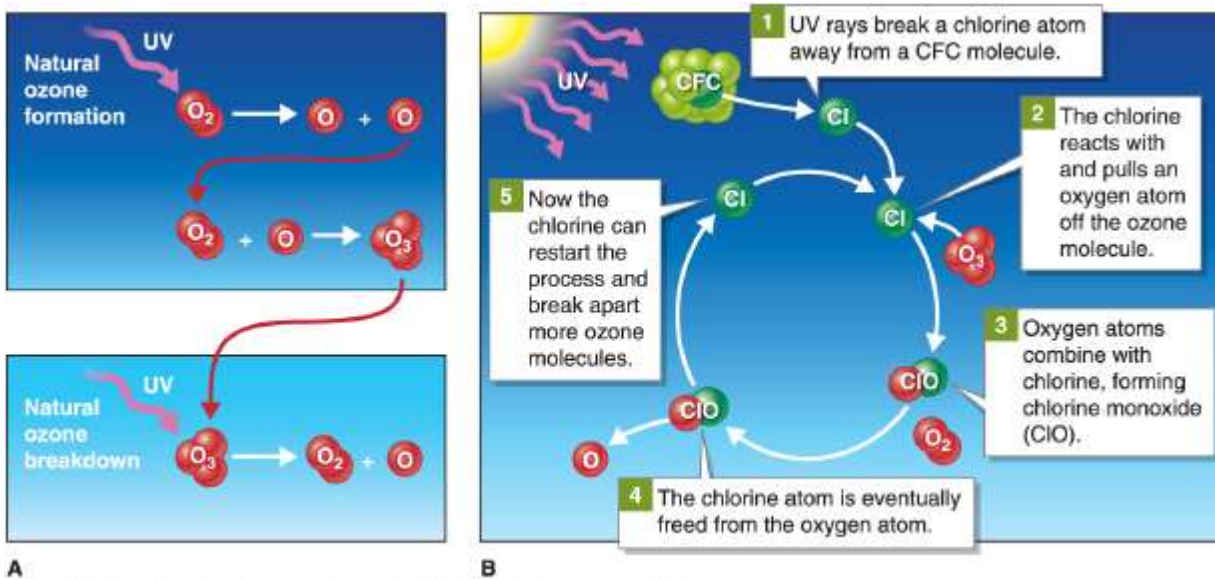 Natural
ozone
formation
UV
O2
O + O
O2 + O
O3
Natural
ozone
breakdown
UV
O3
O2 + O
A
UV
CFC
Cl
1 UV rays break a chlorine atom
away from a CFC molecule.
2 The chlorine
reacts with
and pulls an
oxygen atom
off the ozone
molecule.
Cl
O3
3 Oxygen atoms
combine with
chlorine, forming
chlorine monoxide
(ClO).
ClO
O2
4 The chlorine atom is eventually
freed from the oxygen atom.
ClO
O
5 Now the
chlorine can
restart the
process and
break apart
more ozone
molecules.
Cl
B